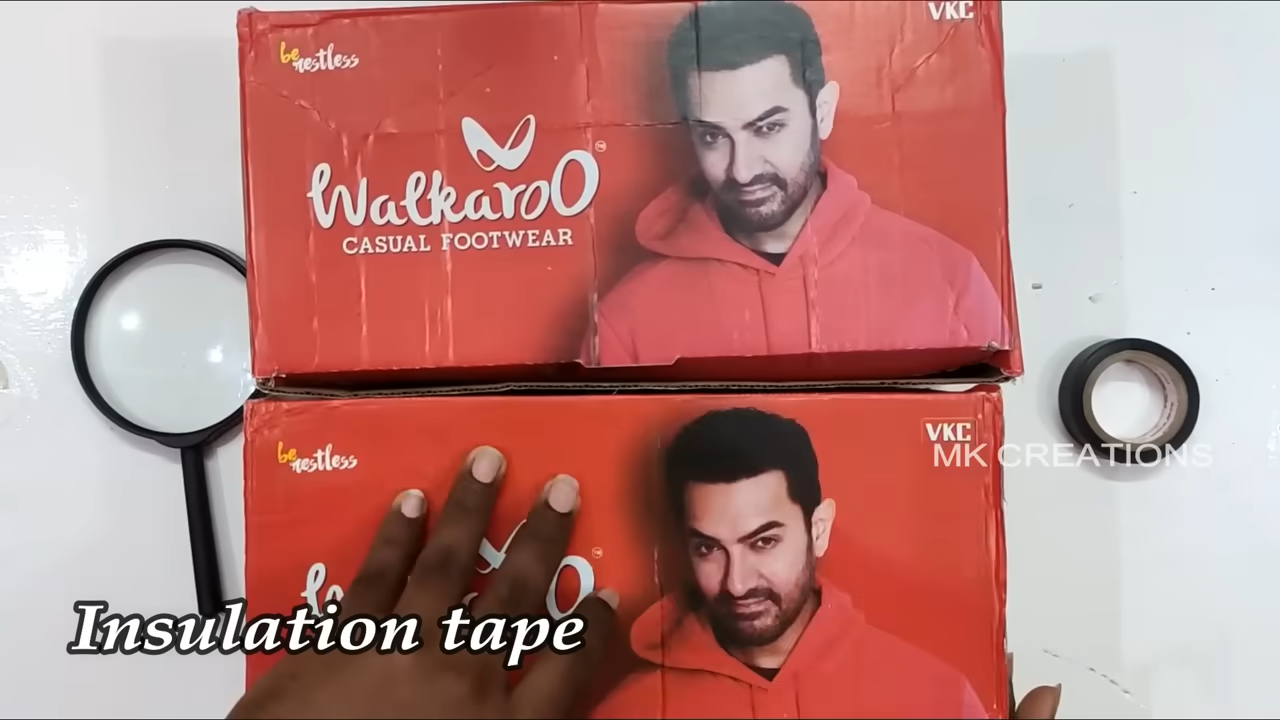 be restless
VKC
Walkaroo
CASUAL FOOTWEAR
be restless
VKC
MK CREATIONS
Insulation tape